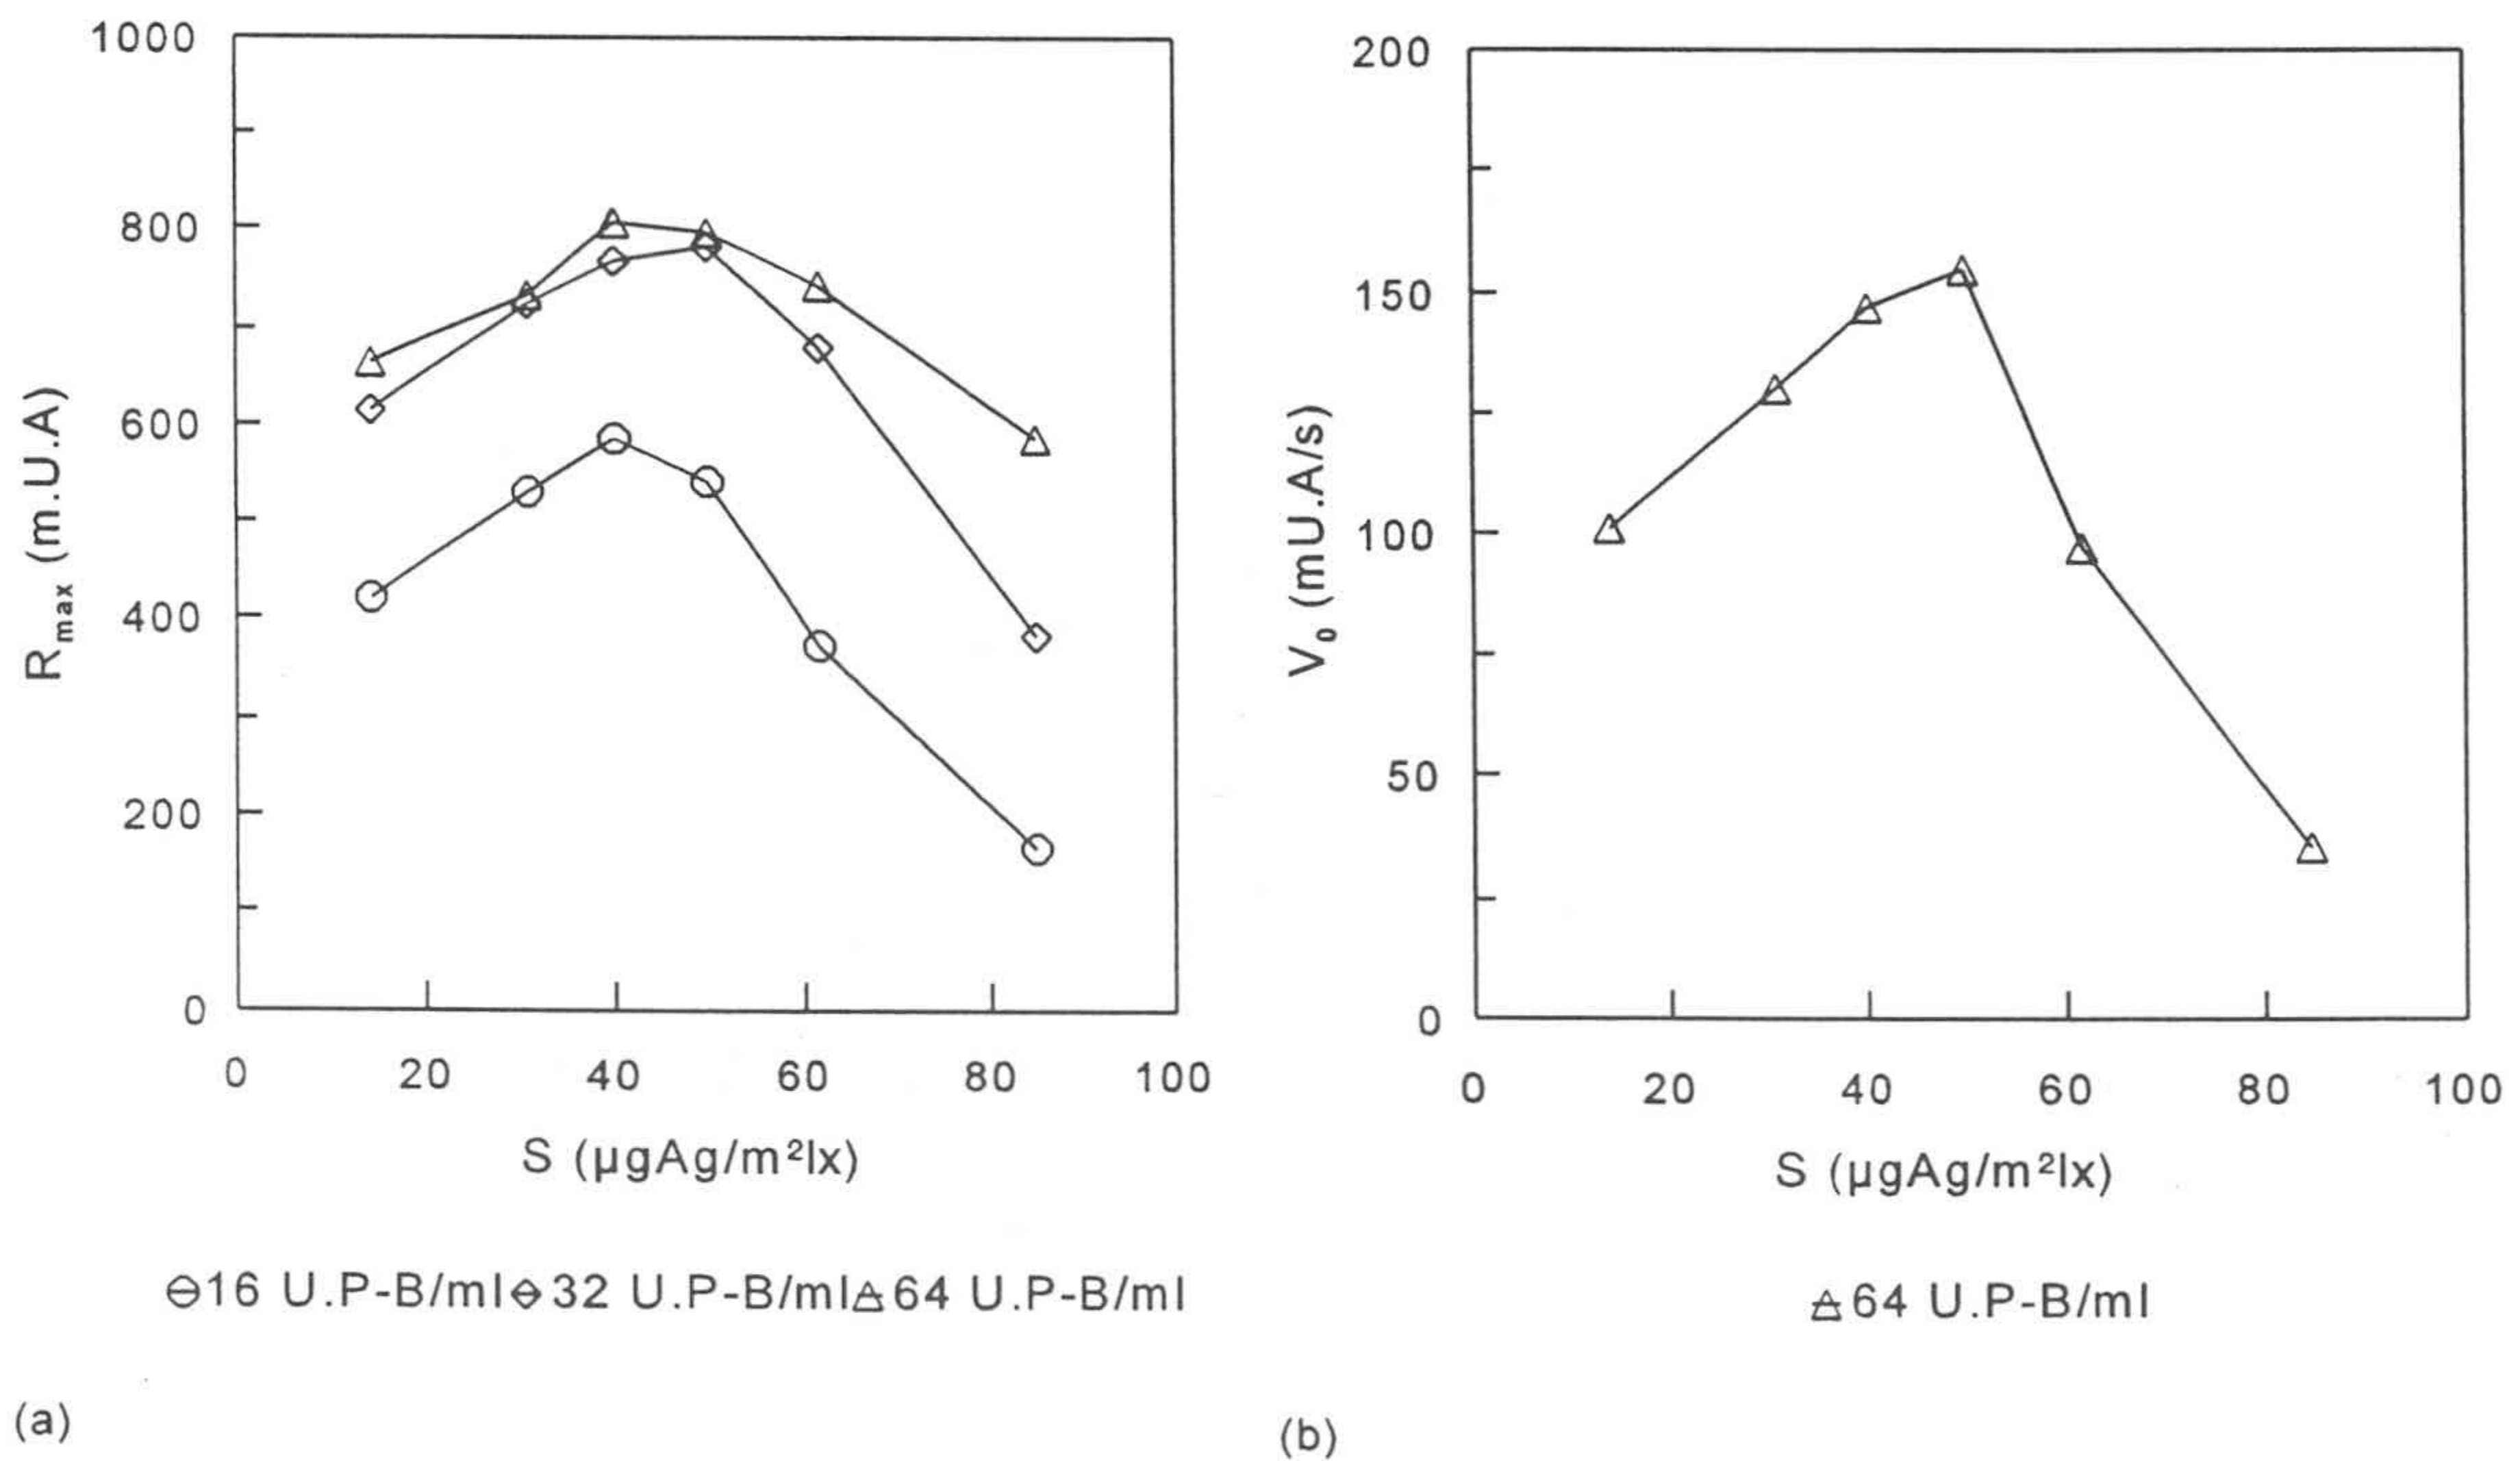 1000
800
600
400
200
0
R max (m.U.A)
0 20 40 60 80 100
S (µgAg/m²lx)
⊖16 U.P-B/ml 32 U.P-B/ml 64 U.P-B/ml
(a)
200
150
100
50
0
V₀ (mU.A/s)
0 20 40 60 80 100
S (µgAg/m²lx)
64 U.P-B/ml
(b)